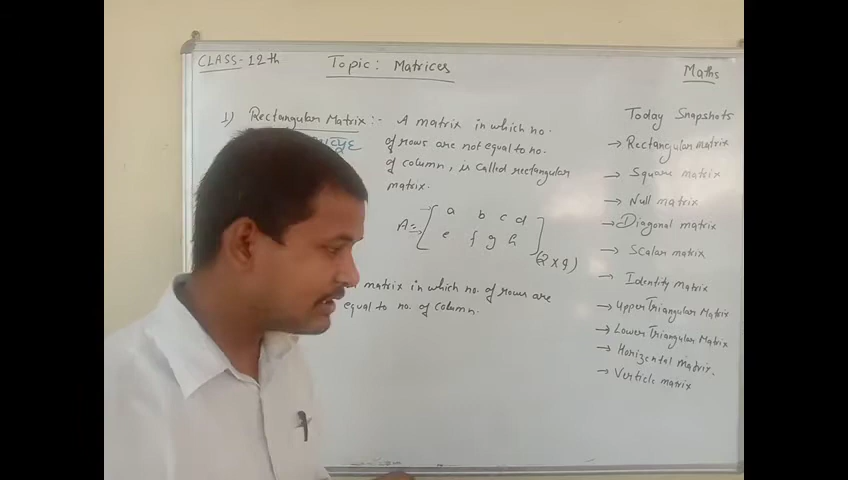 CLASS-12th
Topic: Matrices
Maths
1) Rectangular Matrix:- A matrix in which no.
of rows are not equal to no.
of column, is called rectangular
matrix.
A= [ a b c d
e f g h ] (2x4)
matrix in which no. of rows are
equal to no. of column.
Today Snapshots
→ Rectangular matrix
→ Square matrix
→ Null matrix
→ Diagonal matrix
→ Scalar matrix
→ Identity matrix
→ Upper Triangular Matrix
→ Lower Triangular Matrix
→ Horizental matrix.
→ Verticle matrix